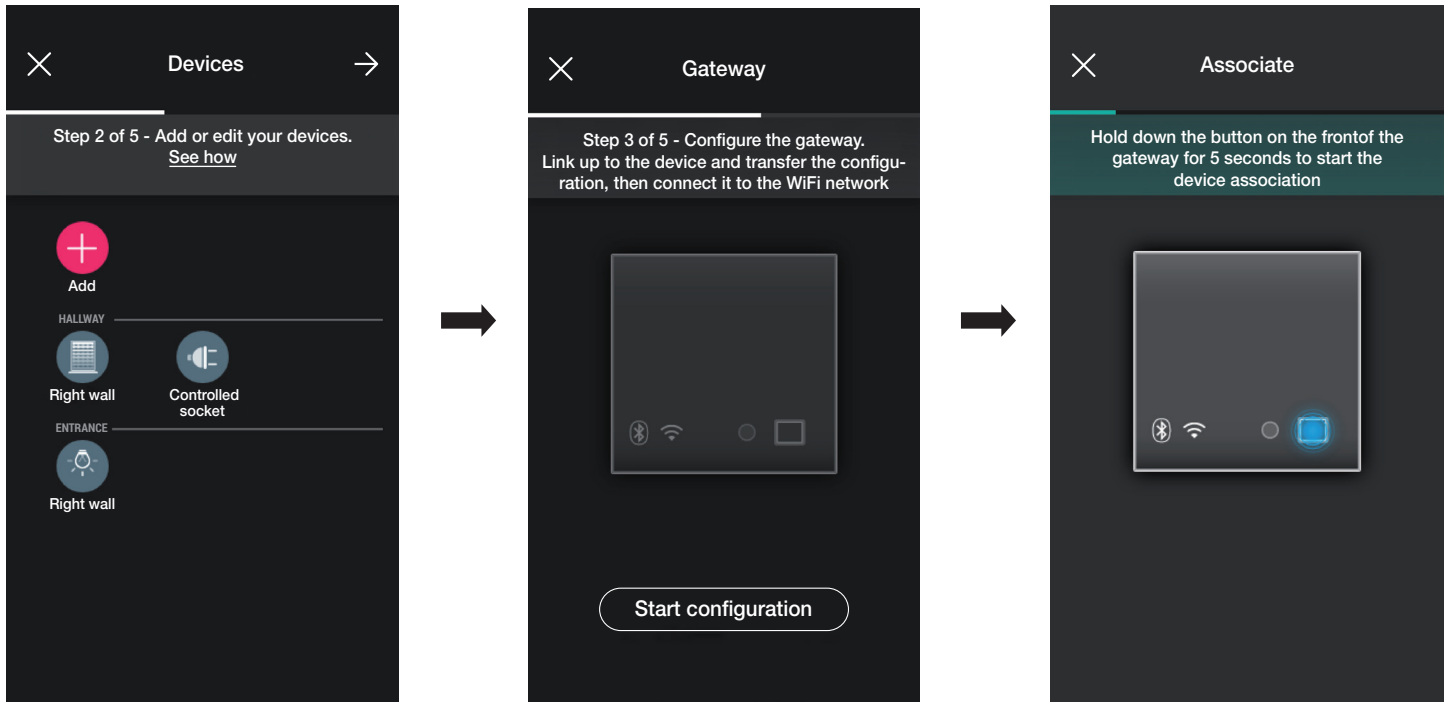 Devices
Step 2 of 5 - Add or edit your devices.
See how
Add
HALLWAY
Right wall
Controlled
socket
ENTRANCE
Right wall
Gateway
Step 3 of 5 - Configure the gateway.
Link up to the device and transfer the configu-
ration, then connect it to the WiFi network
Start configuration
Associate
Hold down the button on the frontof the
gateway for 5 seconds to start the
device association